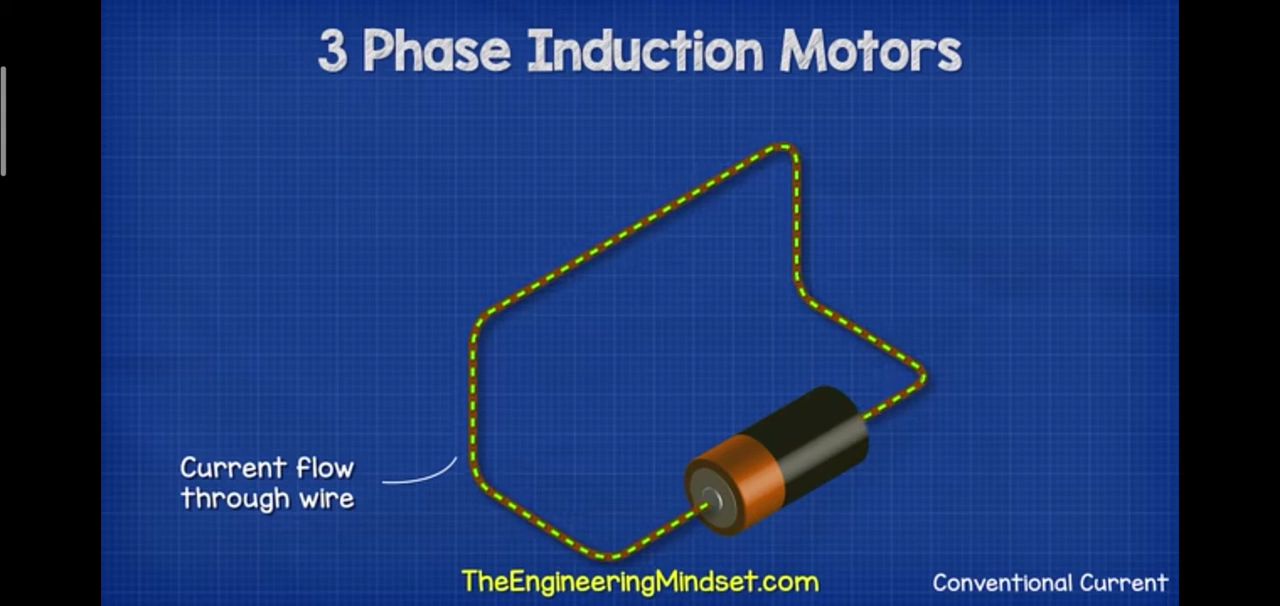 3 Phase Induction Motors
Current flow
through wire
TheEngineeringMindset.com
Conventional Current